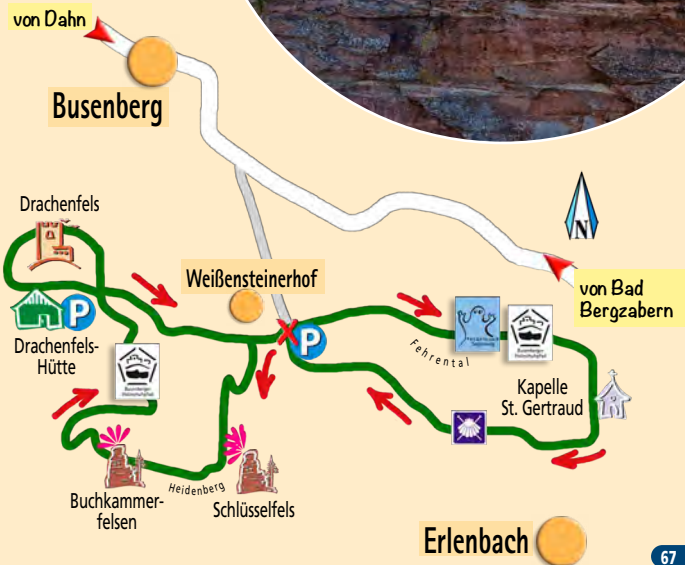 von Dahn
Busenberg
N
Drachenfels
Weißensteinerhof
von Bad
Bergzabern
P
Drachenfels-
Hütte
P
Fehrental
Kapelle
St. Gertraud
Buchkammer-
felsen
Heidenberg
Schlüsselfels
Erlenbach
67